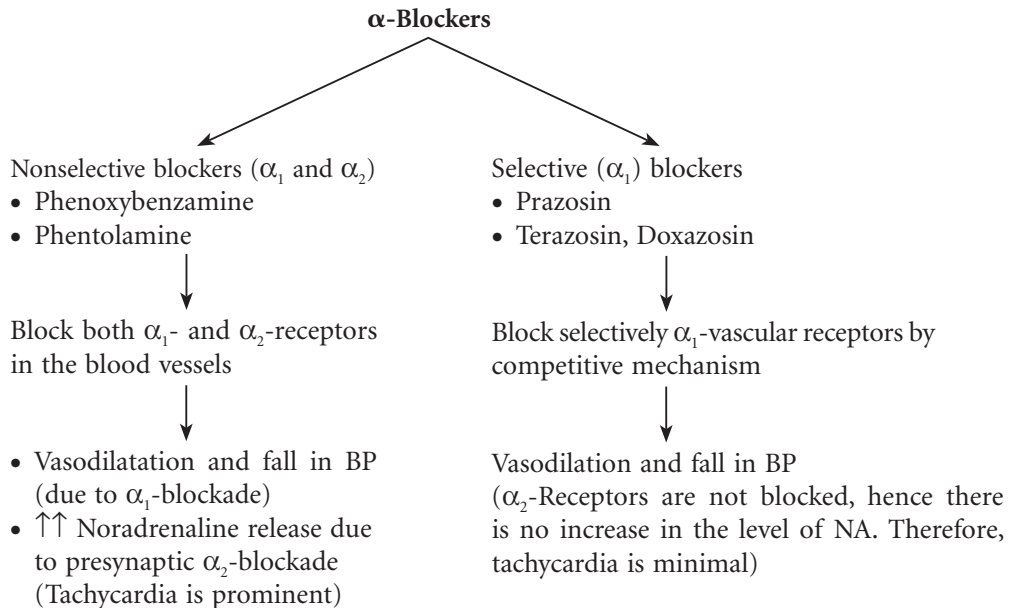 α-Blockers
Nonselective blockers (α₁ and α₂)
• Phenoxybenzamine
• Phentolamine
Block both α₁- and α₂-receptors
in the blood vessels
• Vasodilatation and fall in BP
(due to α₁-blockade)
• ↑↑ Noradrenaline release due
to presynaptic α₂-blockade
(Tachycardia is prominent)
Selective (α₁) blockers
• Prazosin
• Terazosin, Doxazosin
Block selectively α₁-vascular receptors by
competitive mechanism
Vasodilation and fall in BP
(α₂-Receptors are not blocked, hence there
is no increase in the level of NA. Therefore,
tachycardia is minimal)